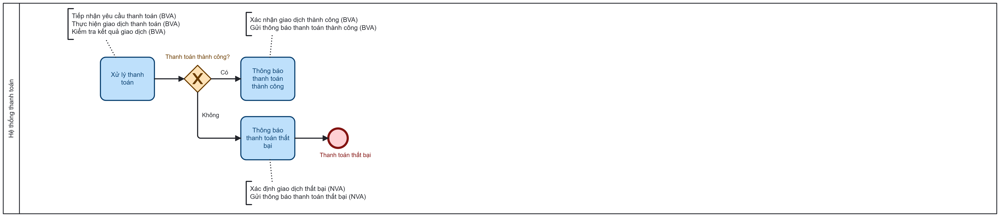 Hệ thống thanh toán
Tiếp nhận yêu cầu thanh toán (BVA)
Thực hiện giao dịch thanh toán (BVA)
Kiểm tra kết quả giao dịch (BVA)
Xác nhận giao dịch thành công (BVA)
Gửi thông báo thanh toán thành công (BVA)
Xử lý thanh
toán
Thanh toán thành công?
X
Có
Thông báo
thanh toán
thành công
Không
Thông báo
thanh toán thất
bại
Thanh toán thất bại
Xác định giao dịch thất bại (NVA)
Gửi thông báo thanh toán thất bại (NVA)